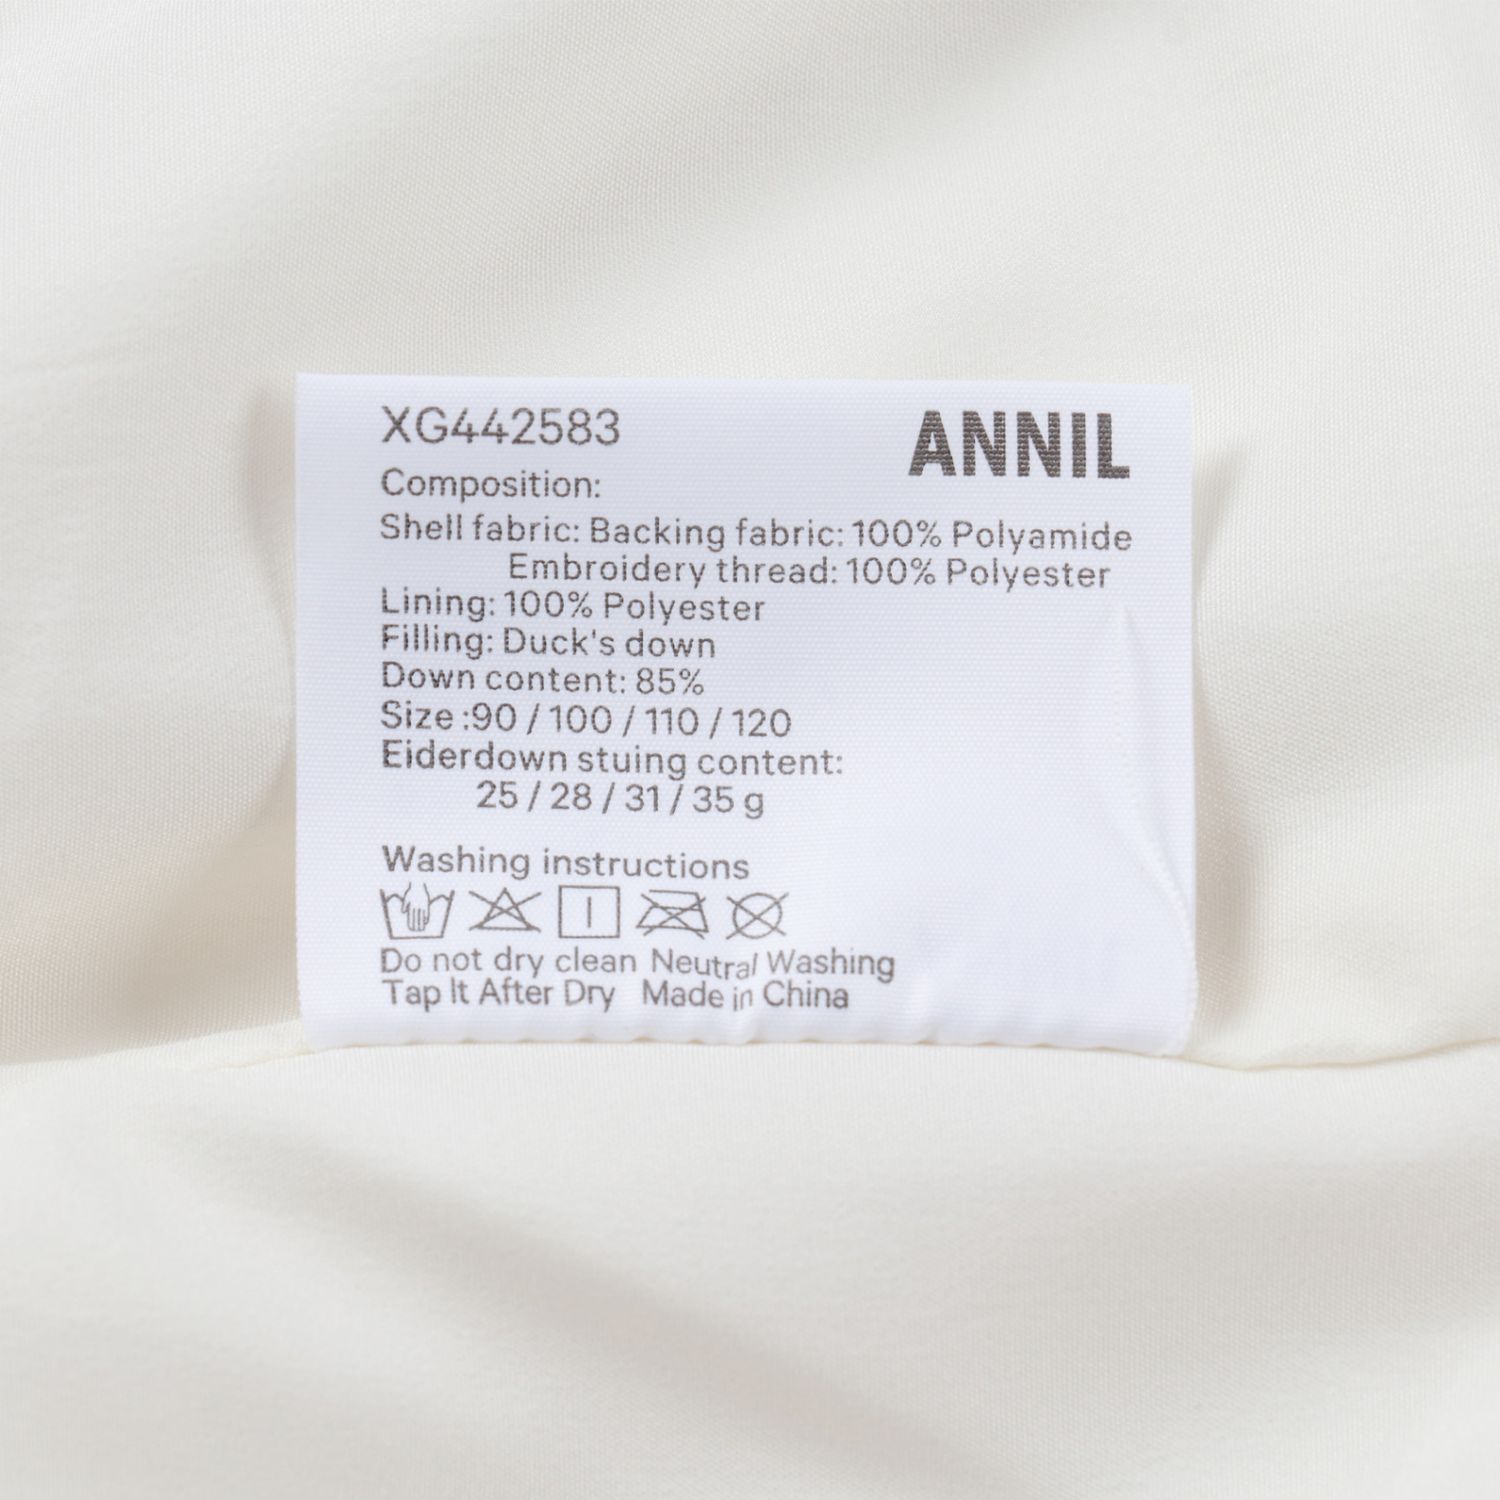 XG442583
ANNIL
Composition:
Shell fabric: Backing fabric: 100% Polyamide
Embroidery thread: 100% Polyester
Lining: 100% Polyester
Filling: Duck's down
Down content: 85%
Size :90 / 100 / 110 / 120
Eiderdown stuing content:
25 / 28 / 31 / 35 g
Washing instructions
Do not dry clean Neutral Washing
Tap It After Dry Made in China